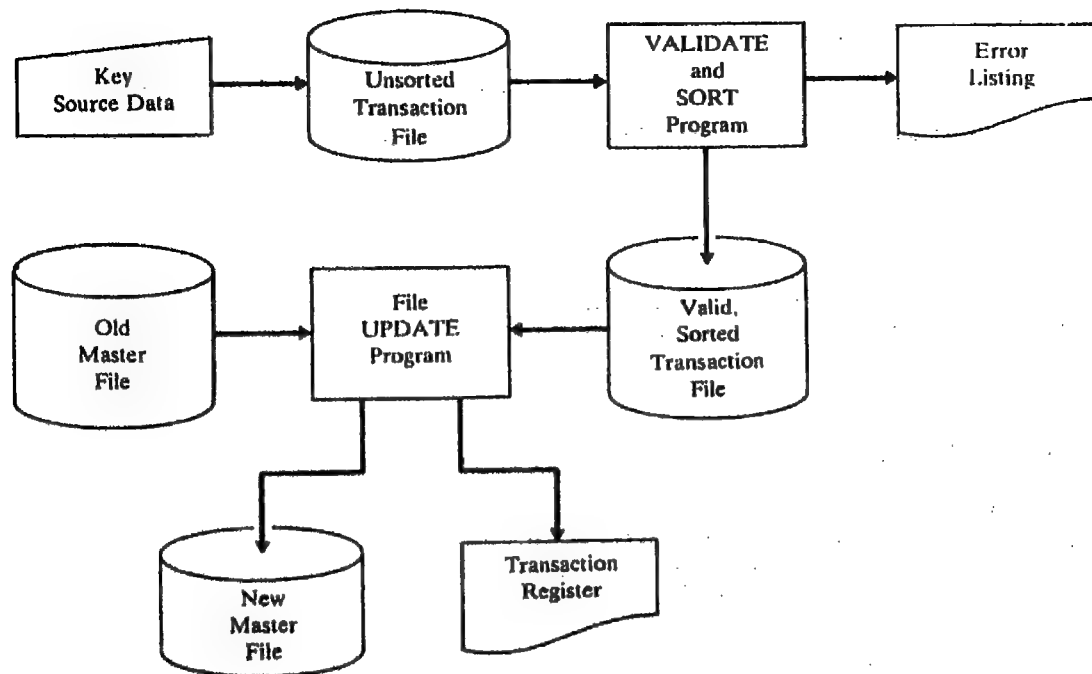 Key
Source Data
Unsorted
Transaction
File
VALIDATE
and
SORT
Program
Error
Listing
Old
Master
File
File
UPDATE
Program
Valid,
Sorted
Transaction
File
New
Master
File
Transaction
Register